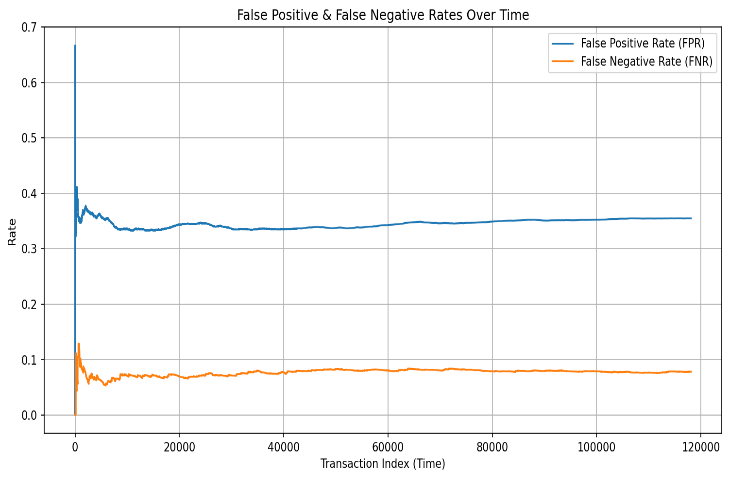 False Positive & False Negative Rates Over Time
False Positive Rate (FPR)
False Negative Rate (FNR)
Rate
0.7
0.6
0.5
0.4
0.3
0.2
0.1
0.0
0 20000 40000 60000 80000 100000 120000
Transaction Index (Time)